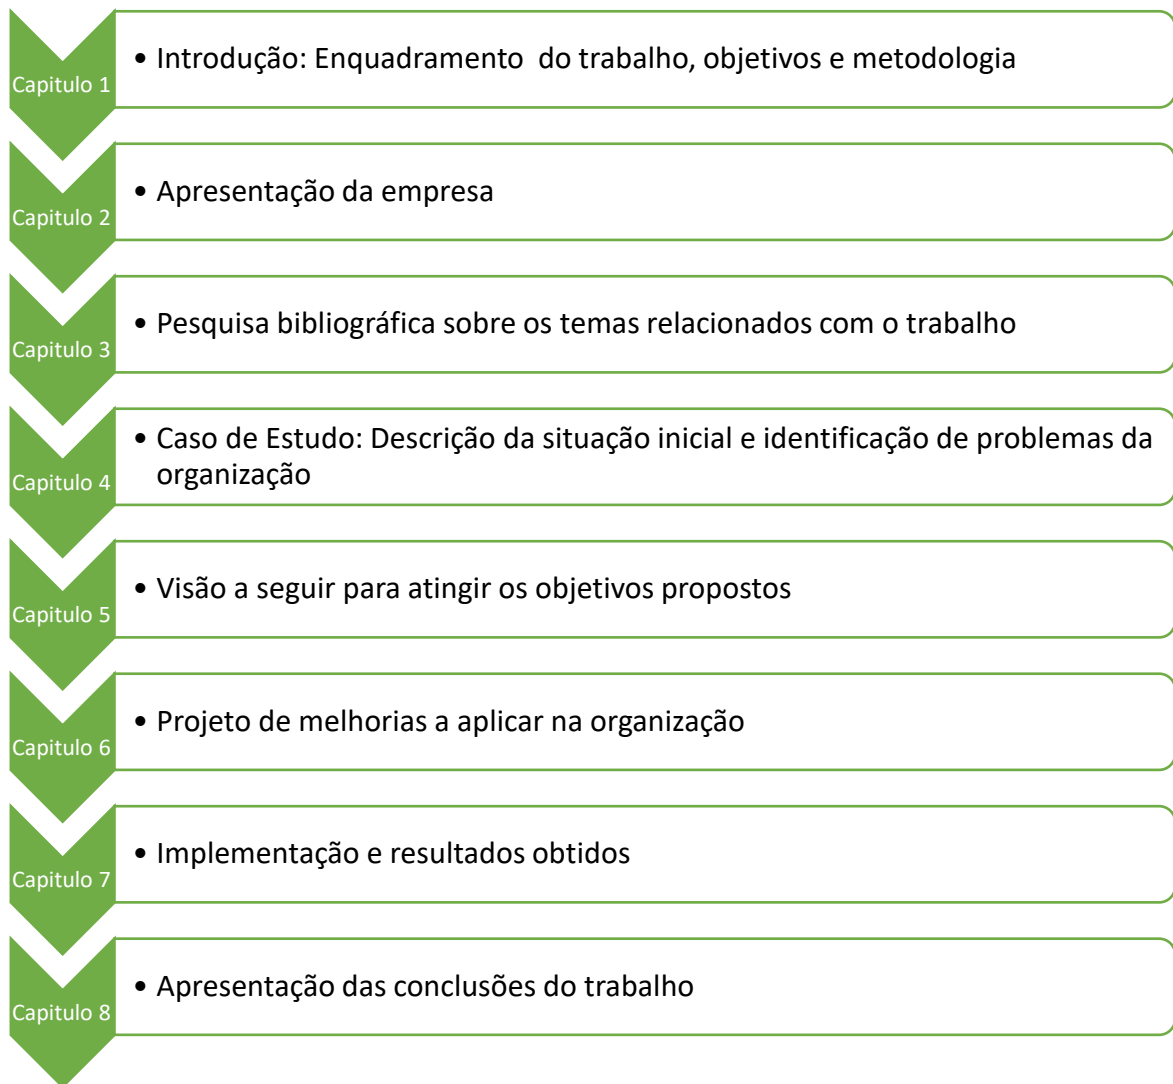 Capitulo 1
• Introdução: Enquadramento do trabalho, objetivos e metodologia
Capitulo 2
• Apresentação da empresa
Capitulo 3
• Pesquisa bibliográfica sobre os temas relacionados com o trabalho
Capitulo 4
• Caso de Estudo: Descrição da situação inicial e identificação de problemas da
organização
Capitulo 5
• Visão a seguir para atingir os objetivos propostos
Capitulo 6
• Projeto de melhorias a aplicar na organização
Capitulo 7
• Implementação e resultados obtidos
Capitulo 8
• Apresentação das conclusões do trabalho